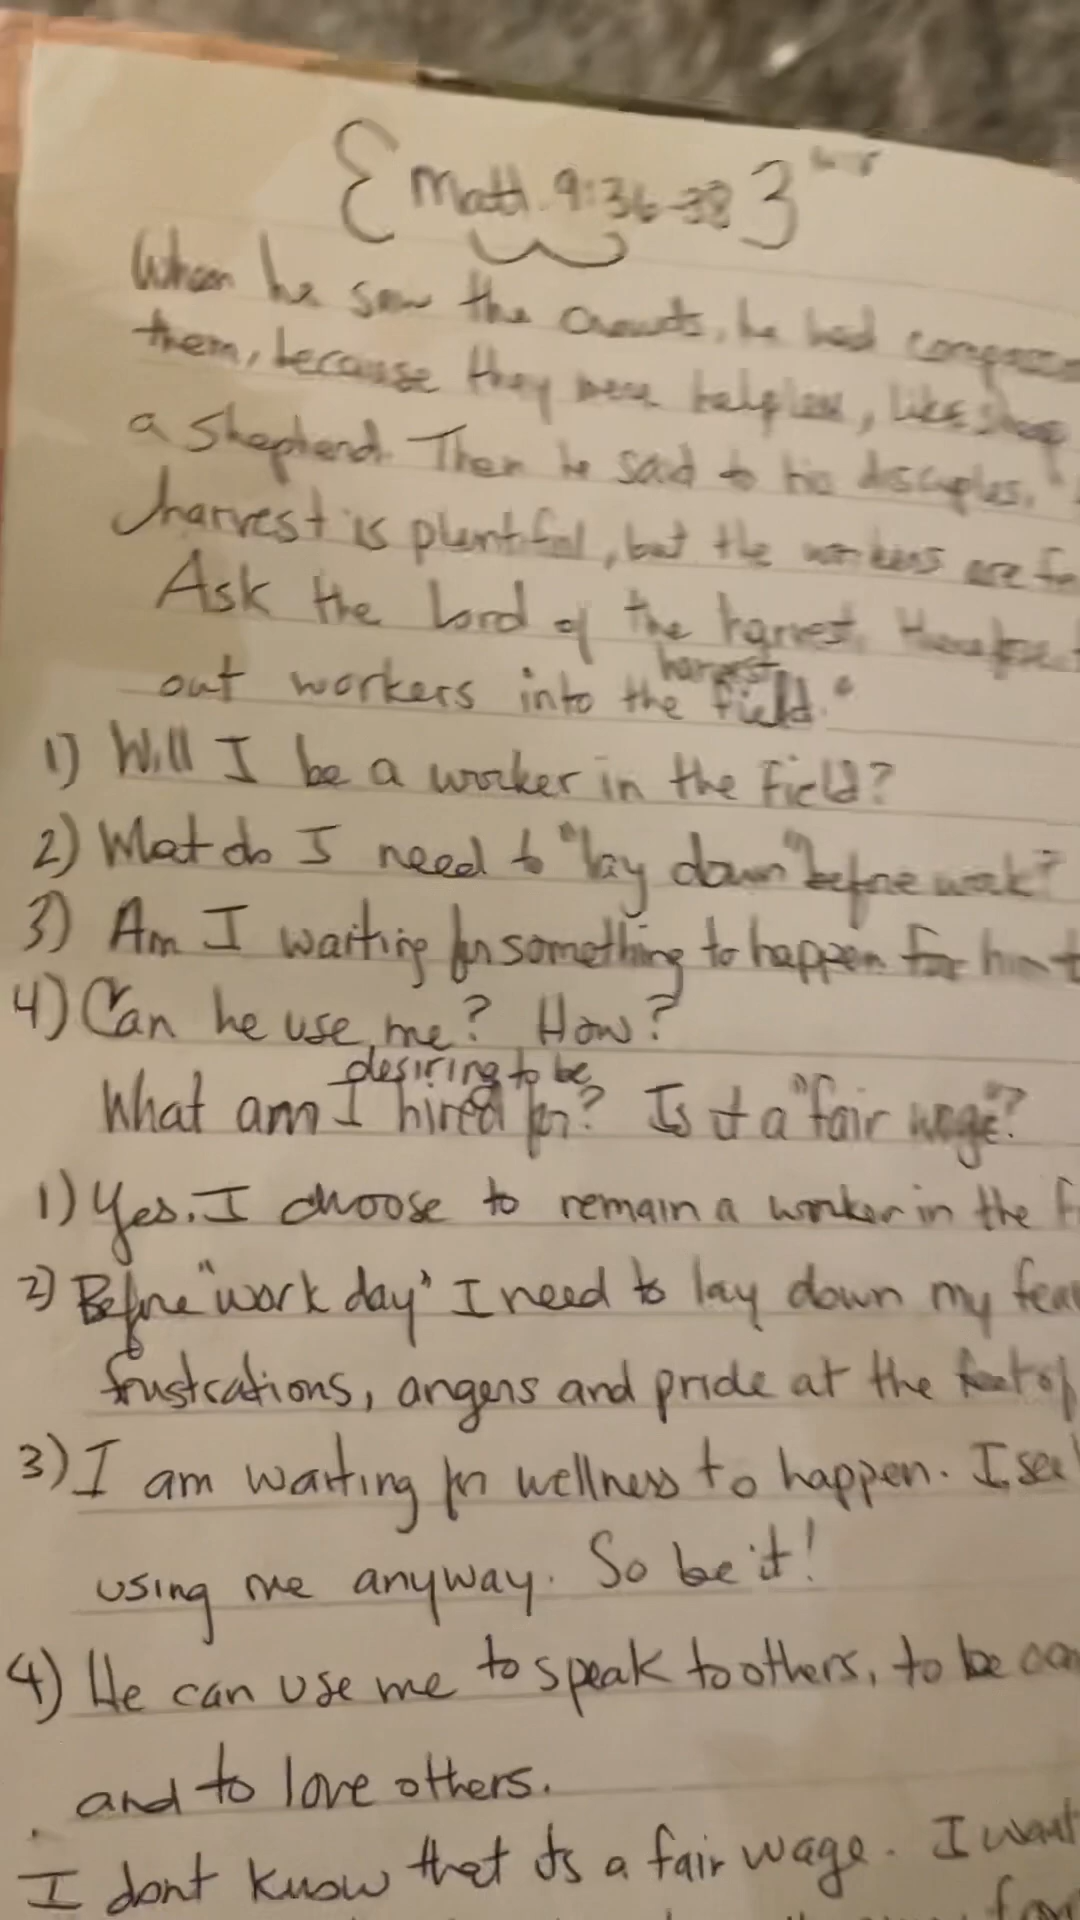 { Matt. 9:36-38 }
When he saw the crowds, he had
them, because they were helpless, like sheep
a shepherd. Then he said to his disciples, "
harvest is plentiful, but the workers are
Ask the Lord of the harvest, therefore,
harvest
out workers into the field."
1) Will I be a worker in the field?
2) What do I need to "lay down" before work?
3) Am I waiting for something to happen for him
4) Can he use me? How?
desiring to be
What am I hired for? Is it a "fair wage"?
1) Yes, I choose to remain a worker in the
2) Before "work day" I need to lay down my
frustrations, angers and pride at the feet of
3) I am waiting for wellness to happen. I see
using me anyway. So be it!
4) He can use me to speak to others, to be
and to love others.
I dont know that its a fair wage. I want